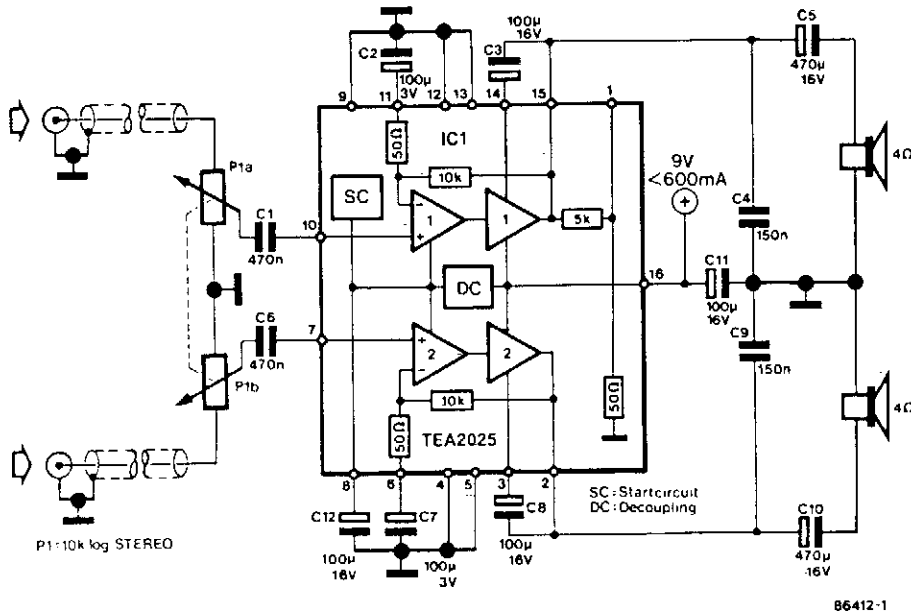 100µ
16V
C5
C2
C3
470µ
16V
100µ
3V
9
11
12
13
14
15
1
IC1
50Ω
10k
P1a
C1
SC
1
1
5k
9V
<600mA
+
4Ω
C4
10
470n
−
+
150n
DC
16
C11
C6
7
100µ
16V
C9
470n
+
−
2
2
150n
P1b
10k
50Ω
50Ω
4Ω
TEA2025
8
6
4
5
3
2
SC:Startcircuit
DC:Decoupling
C12
C7
C8
C10
P1:10k log STEREO
100µ
16V
100µ
3V
100µ
16V
470µ
16V
86412-1